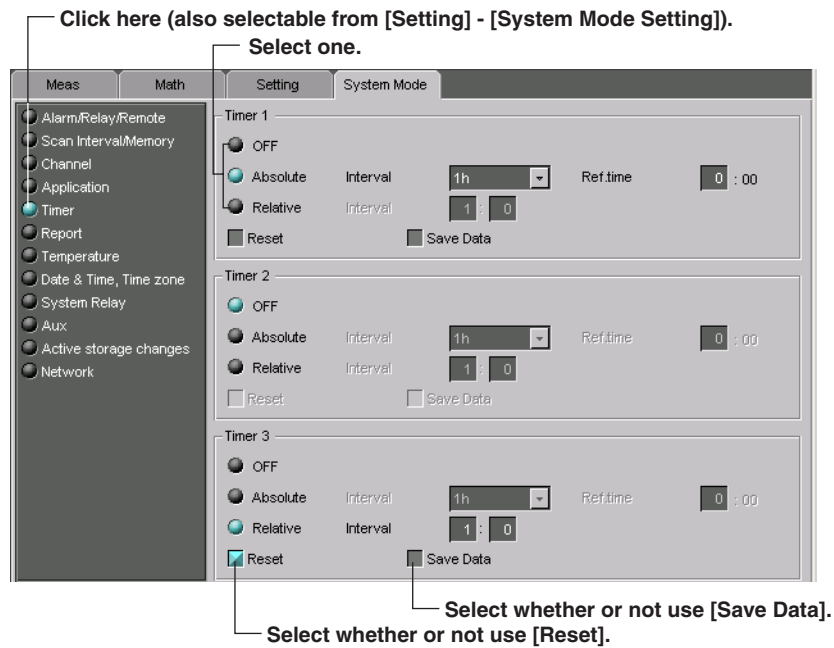 Click here (also selectable from [Setting] - [System Mode Setting]).
Select one.
Meas Math Setting System Mode
Alarm/Relay/Remote
Scan Interval/Memory
Channel
Application
Timer
Report
Temperature
Date & Time, Time zone
System Relay
Aux
Active storage changes
Network
Timer 1
OFF
Absolute Interval 1h Ref.time 0 : 00
Relative Interval 1 : 0
Reset Save Data
Timer 2
OFF
Absolute Interval 1h Ref.time 0 : 00
Relative Interval 1 : 0
Reset Save Data
Timer 3
OFF
Absolute Interval 1h Ref.time 0 : 00
Relative Interval 1 : 0
Reset Save Data
Select whether or not use [Save Data].
Select whether or not use [Reset].